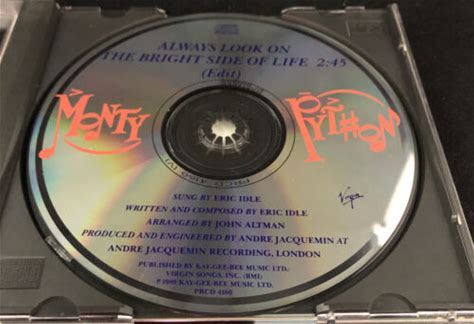 ALWAYS LOOK ON
THE BRIGHT SIDE OF LIFE 2:45
(Edit)
MONTY PYTHON
PRCD 4160
SUNG BY ERIC IDLE
WRITTEN AND COMPOSED BY ERIC IDLE
ARRANGED BY JOHN ALTMAN
PRODUCED AND ENGINEERED BY ANDRE JACQUEMIN AT
ANDRE JACQUEMIN RECORDING, LONDON
Virgin
PUBLISHED BY KAY-GEE-BEE MUSIC LTD.
VIRGIN SONGS, INC. (BMI)
℗ 1989 KAY-GEE-BEE MUSIC LTD.
PRCD 4160